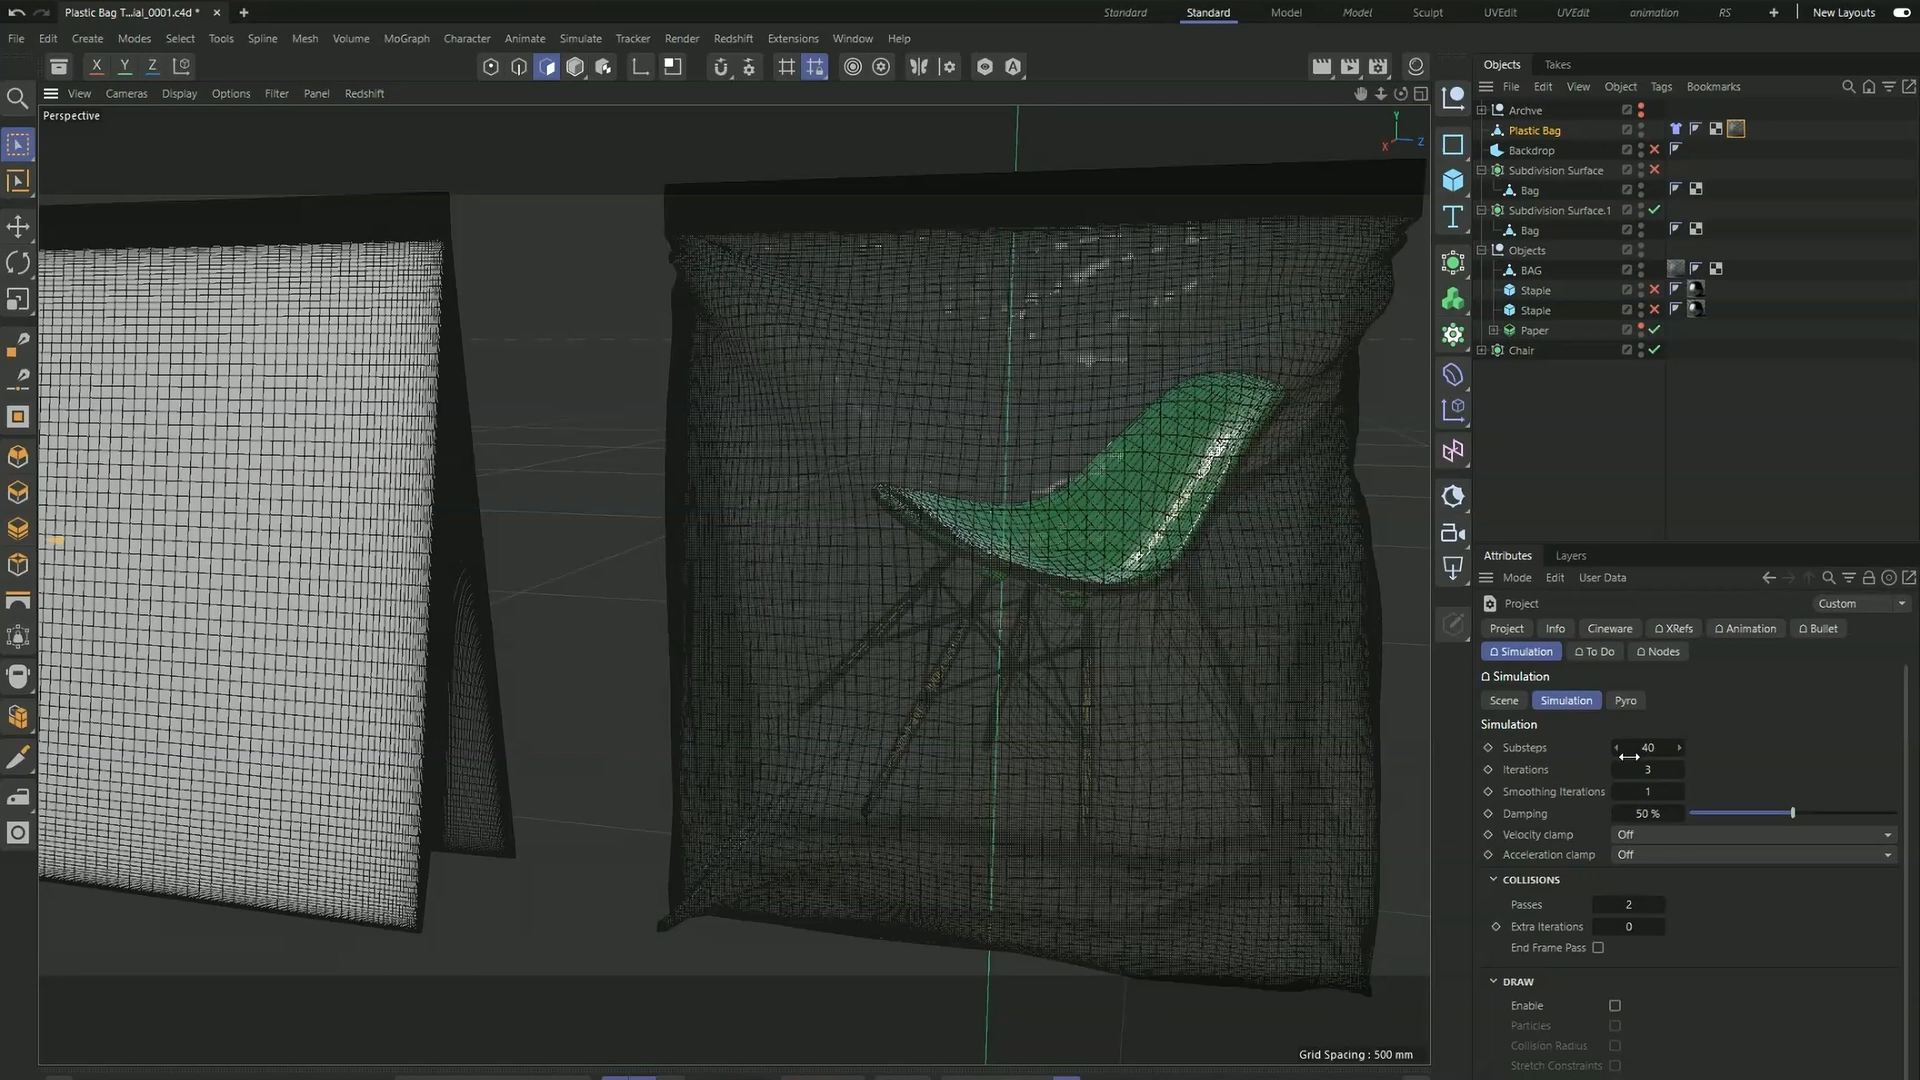 Plastic Bag T...ial_0001.c4d *
Standard Standard Model Model Sculpt UVEdit UVEdit animation RS New Layouts
File Edit Create Modes Select Tools Spline Mesh Volume MoGraph Character Animate Simulate Tracker Render Redshift Extensions Window Help
X Y Z
View Cameras Display Options Filter Panel Redshift
Perspective
Y
X Z
Grid Spacing : 500 mm
Objects Takes
File Edit View Object Tags Bookmarks
Archve
Plastic Bag
Backdrop
Subdivision Surface
Bag
Subdivision Surface.1
Bag
Objects
BAG
Staple
Staple
Paper
Chair
Attributes Layers
Mode Edit User Data
Project Custom
Project Info Cineware XRefs Animation Bullet
Simulation To Do Nodes
Simulation
Scene Simulation Pyro
Simulation
Substeps 40
Iterations 3
Smoothing Iterations 1
Damping 50 %
Velocity clamp Off
Acceleration clamp Off
COLLISIONS
Passes 2
Extra Iterations 0
End Frame Pass
DRAW
Enable
Particles
Collision Radius
Stretch Constraints